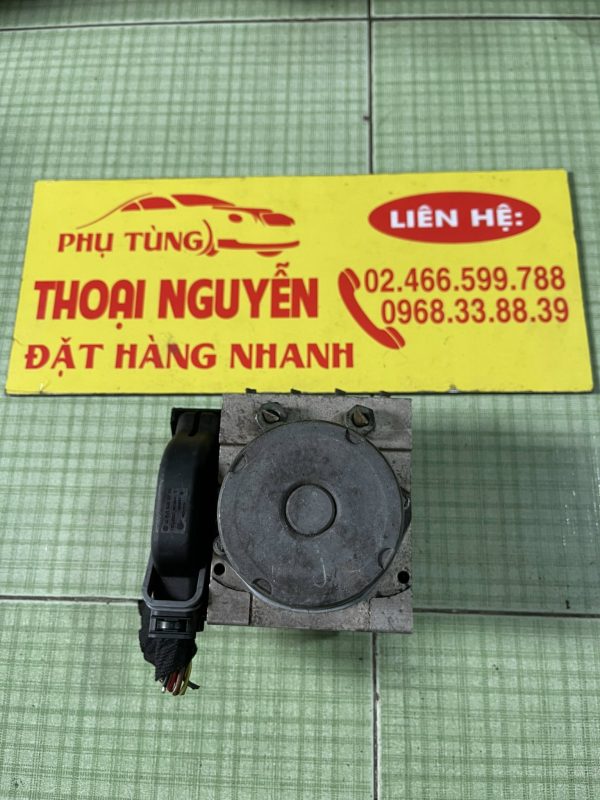 PHỤ TÙNG
THOẠI NGUYỄN
ĐẶT HÀNG NHANH
LIÊN HỆ:
02.466.599.788
0968.33.88.39